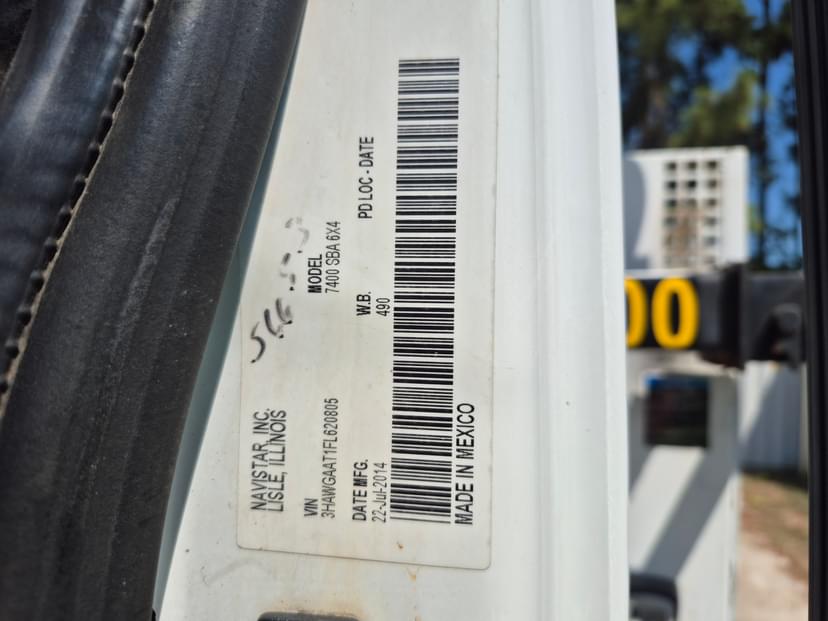 NAVISTAR, INC.
LISLE, ILLINOIS
VIN
3HAWGAAT1FL620805
MODEL
7400 SBA 6X4
DATE MFG.
22-Jul-2014
W.B.
490
PD LOC - DATE
MADE IN MEXICO
00